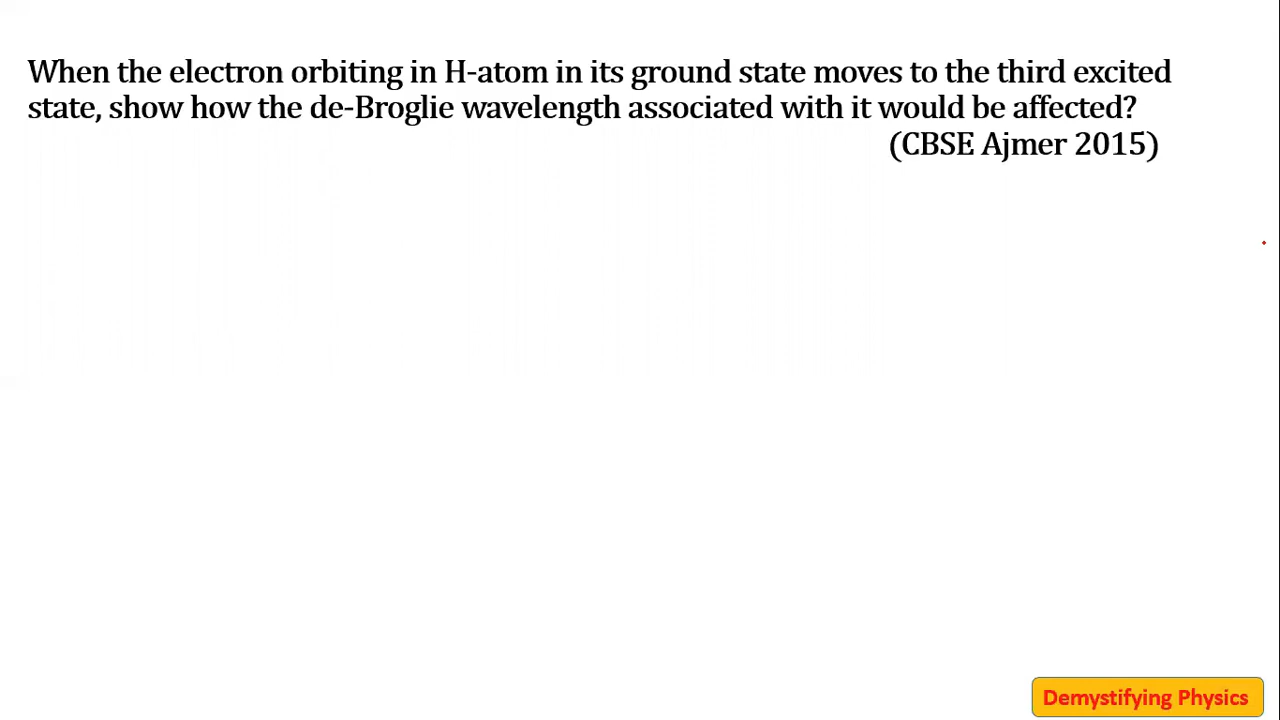 When the electron orbiting in H-atom in its ground state moves to the third excited
state, show how the de-Broglie wavelength associated with it would be affected?
(CBSE Ajmer 2015)
Demystifying Physics